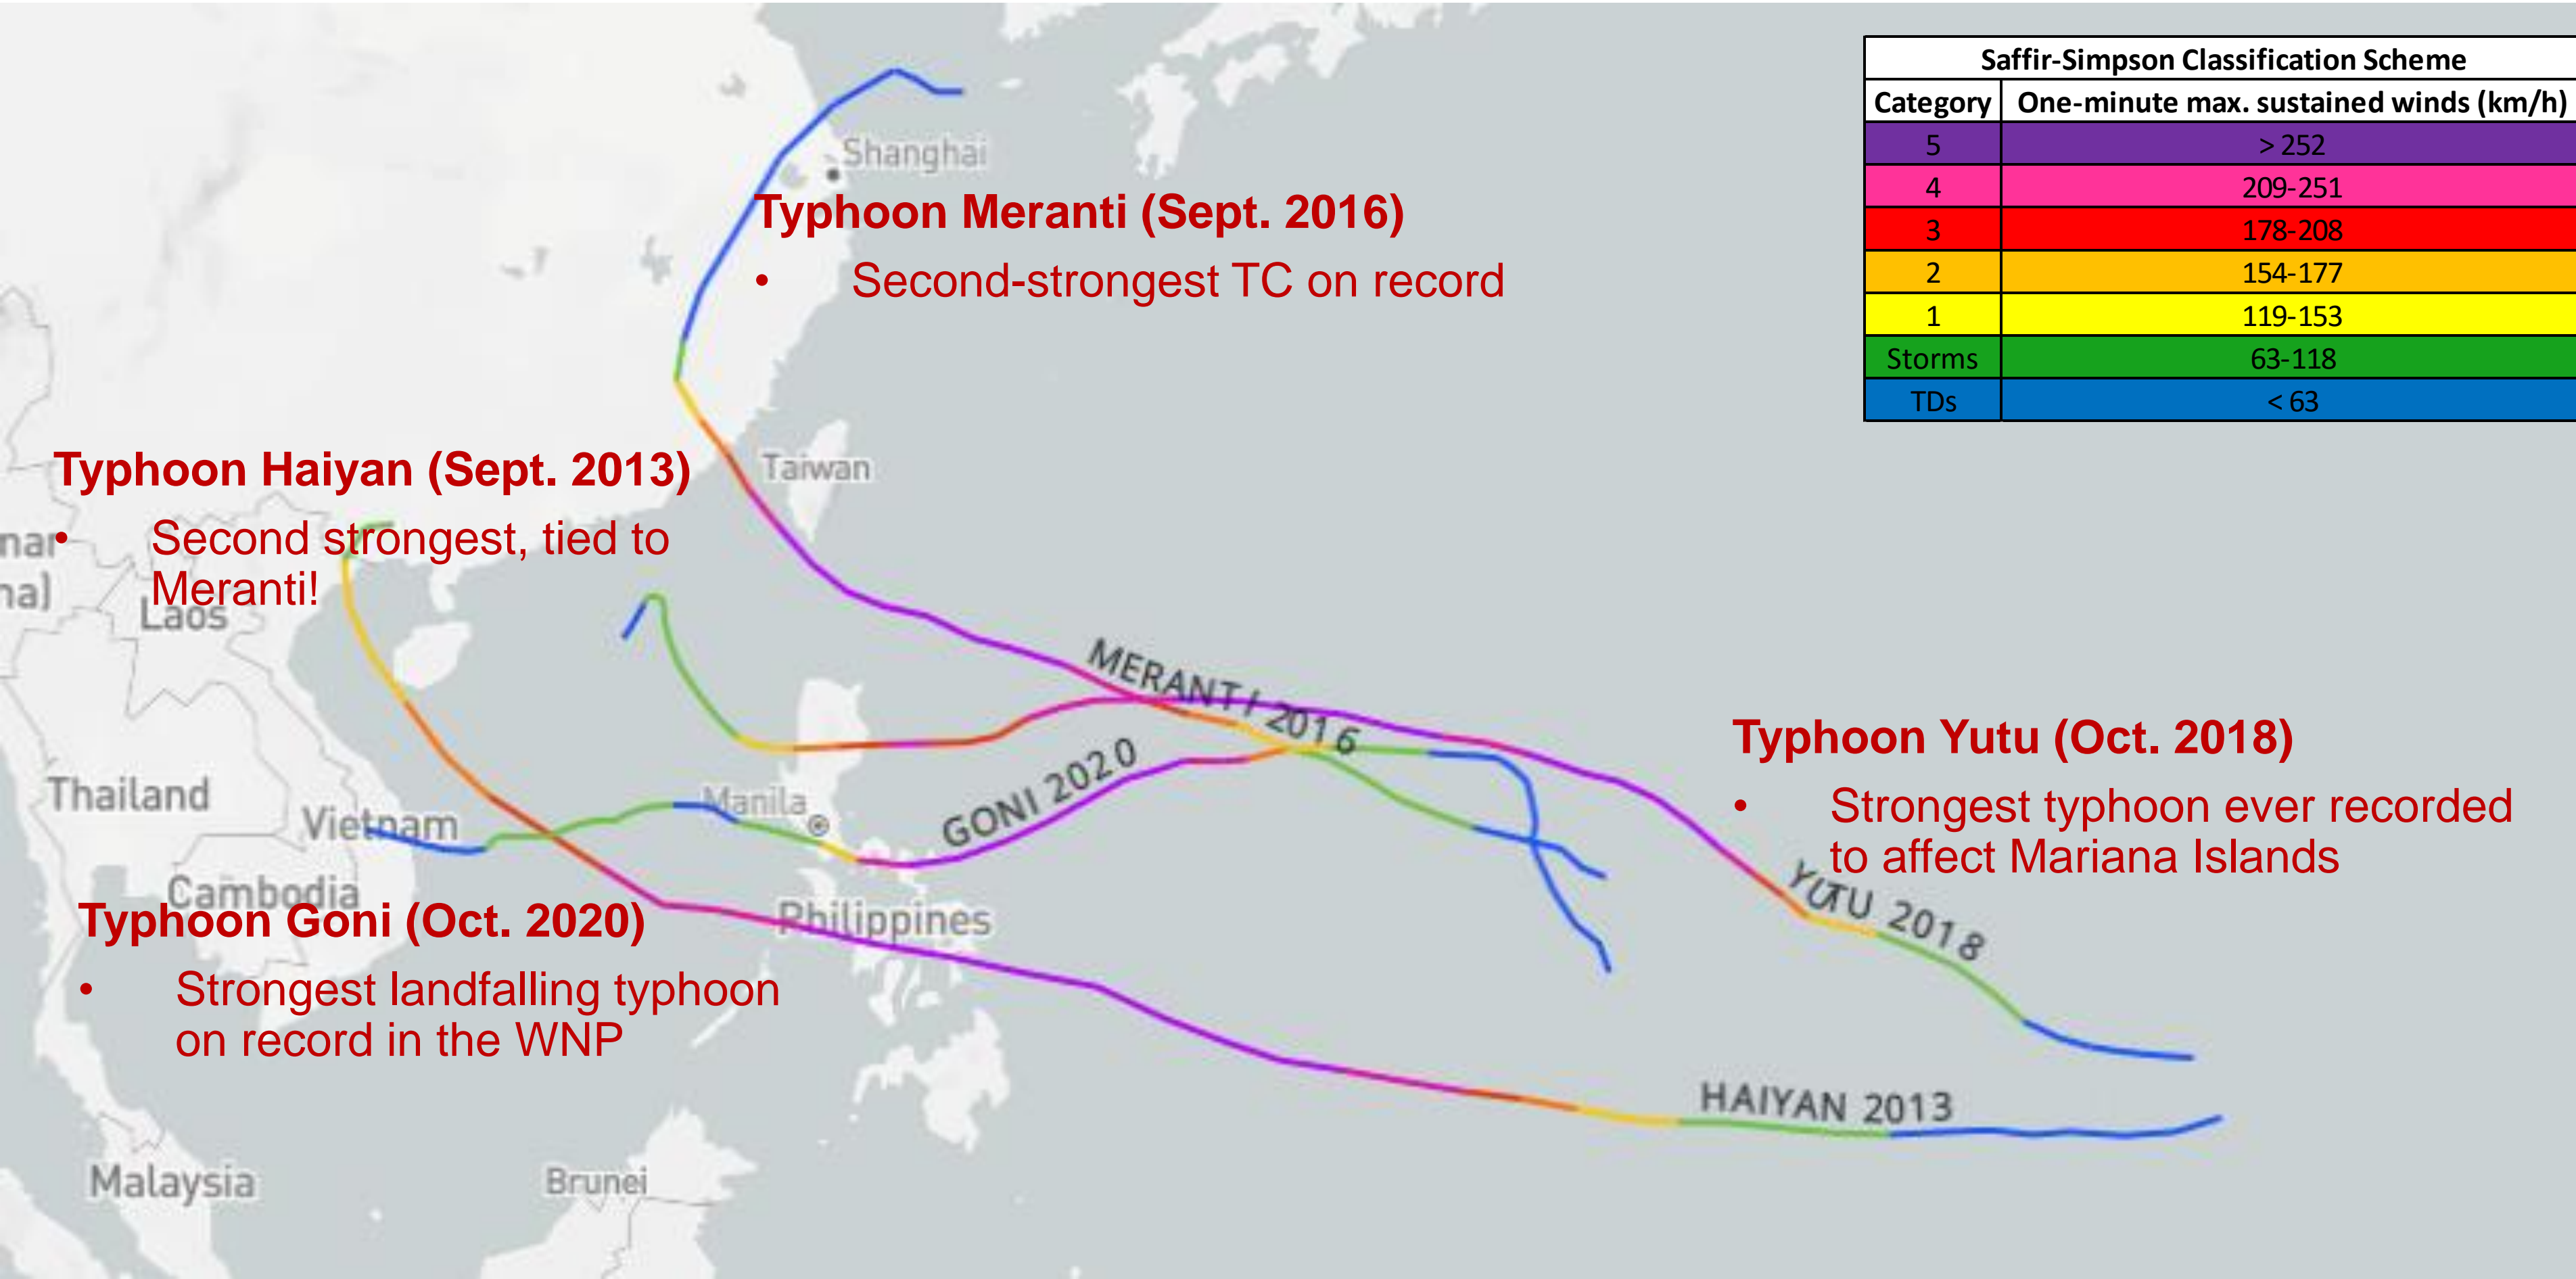 Saffir-Simpson Classification Scheme
Category One-minute max. sustained winds (km/h)
5 > 252
4 209-251
3 178-208
2 154-177
1 119-153
Storms 63-118
TDs < 63
Shanghai
Typhoon Meranti (Sept. 2016)
• Second-strongest TC on record
Taiwan
Typhoon Haiyan (Sept. 2013)
• Second strongest, tied to
Meranti!
nar
na)
Laos
MERANTI 2016
GONI 2020
Typhoon Yutu (Oct. 2018)
• Strongest typhoon ever recorded
to affect Mariana Islands
YUTU 2018
Thailand
Vietnam
Manila
Cambodia
Philippines
Typhoon Goni (Oct. 2020)
• Strongest landfalling typhoon
on record in the WNP
HAIYAN 2013
Malaysia
Brunei